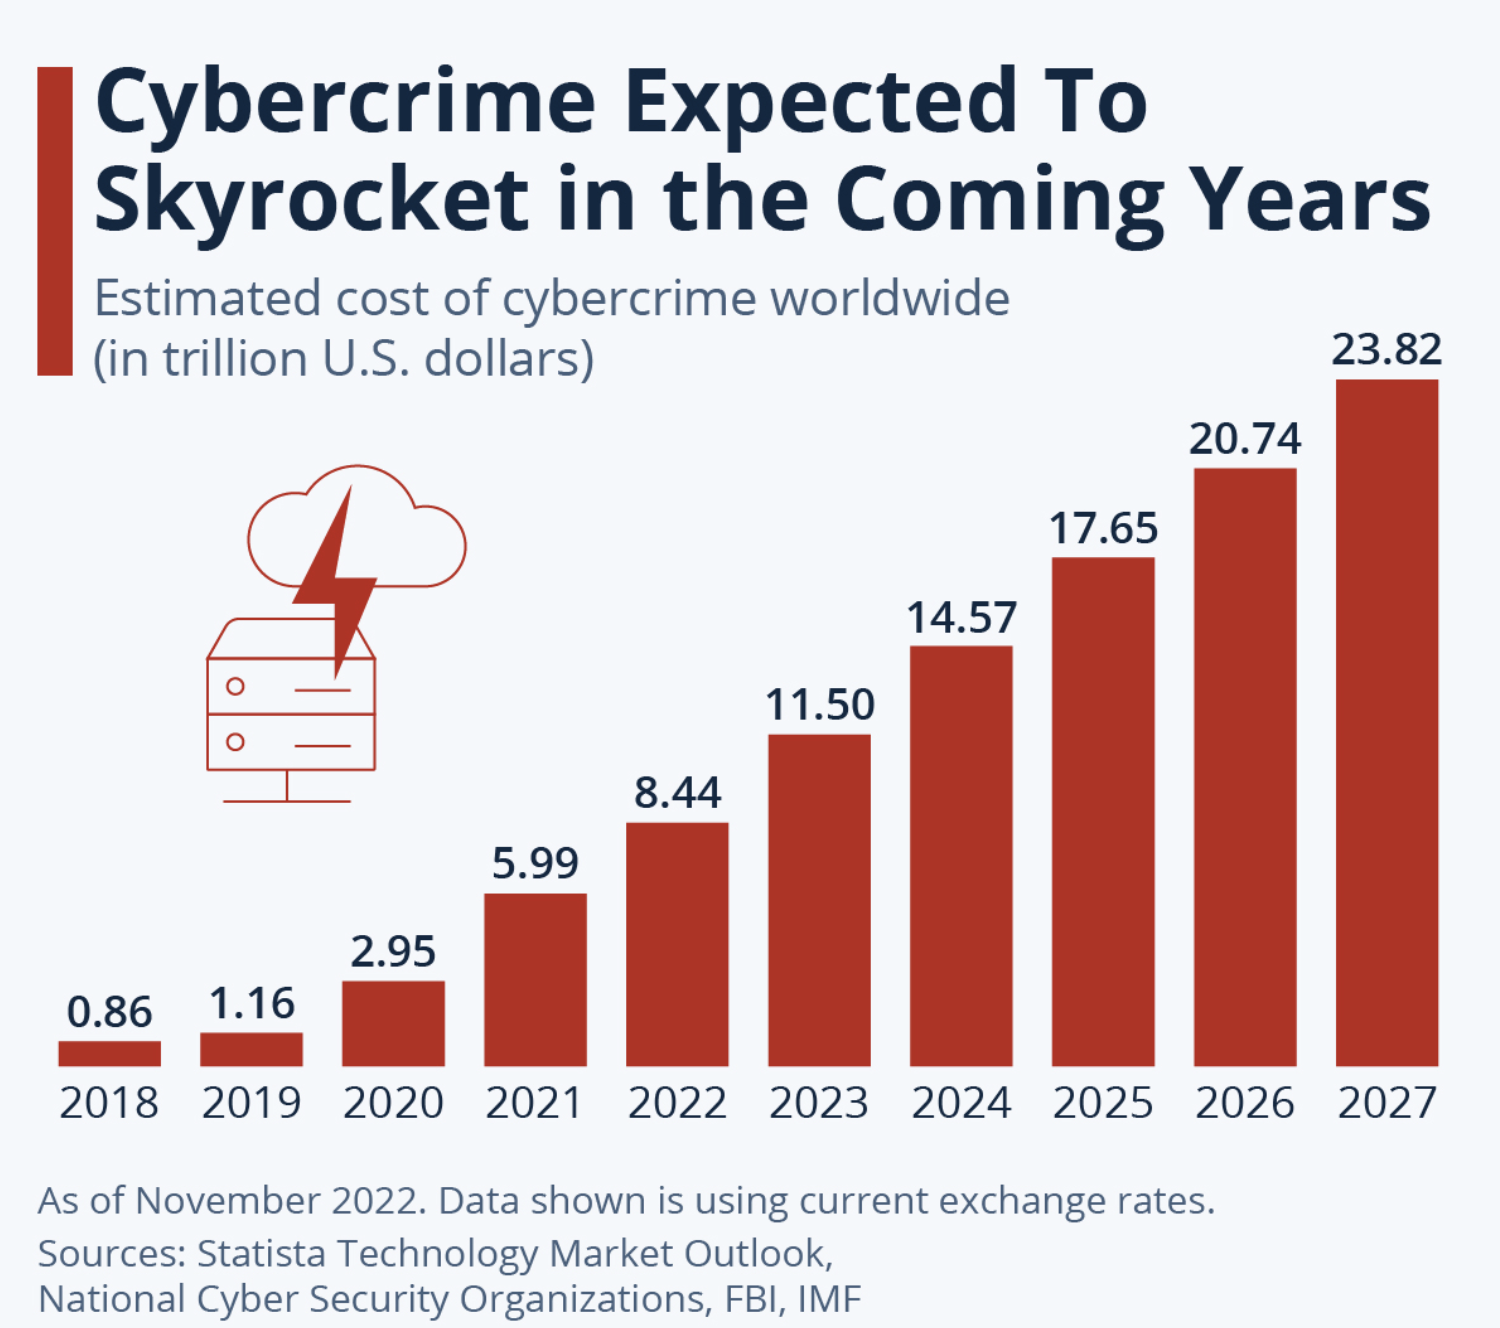 Cybercrime Expected To
Skyrocket in the Coming Years
Estimated cost of cybercrime worldwide
(in trillion U.S. dollars)
0.86
1.16
2.95
5.99
8.44
11.50
14.57
17.65
20.74
23.82
2018 2019 2020 2021 2022 2023 2024 2025 2026 2027
As of November 2022. Data shown is using current exchange rates.
Sources: Statista Technology Market Outlook,
National Cyber Security Organizations, FBI, IMF